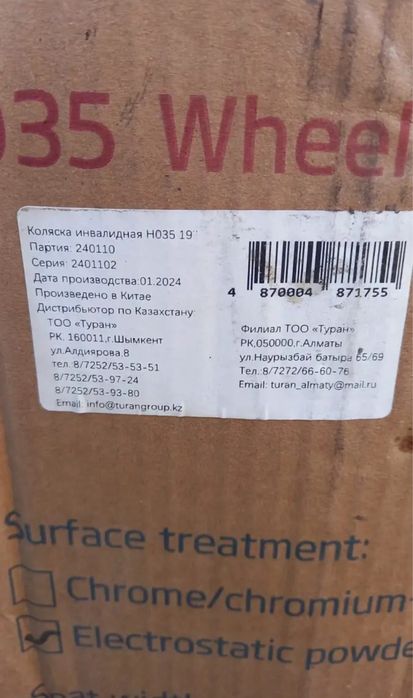 035 Wheel
Коляска инвалидная H035 19"
Партия: 240110
Серия: 2401102
Дата производства:01.2024
Произведено в Китае
Дистрибьютор по Казахстану:
ТОО «Туран»
РК. 160011,г.Шымкент
ул.Алдиярова.8
тел.:8/7252/53-53-51
8/7252/53-97-24
8/7252/53-93-80
Email: info@turangroup.kz
4 870004 871755
Филиал ТОО «Туран»
РК,050000,г.Алматы
ул.Наурызбай батыра 65/69
Тел.:8/7272/66-60-76
Email: turan_almaty@mail.ru
Surface treatment:
Chrome/chromium
Electrostatic powde
Seat width